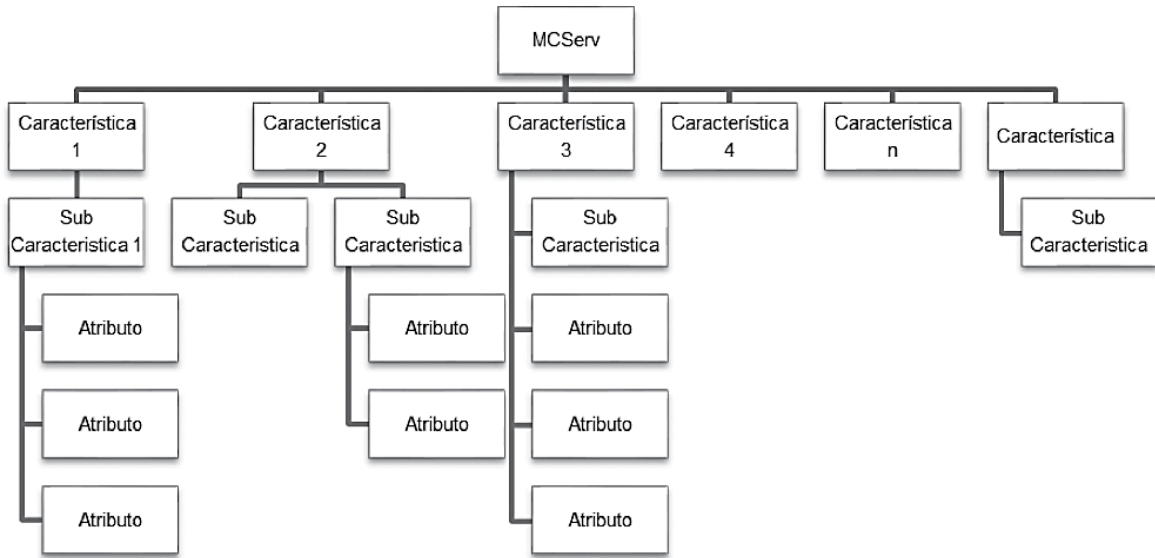 MCServ
Característica
1
Característica
2
Característica
3
Característica
4
Característica
n
Característica
Sub
Caracteristica 1
Sub
Caracteristica
Sub
Caracteristica
Sub
Caracteristica
Sub
Caracteristica
Atributo
Atributo
Atributo
Atributo
Atributo
Atributo
Atributo
Atributo